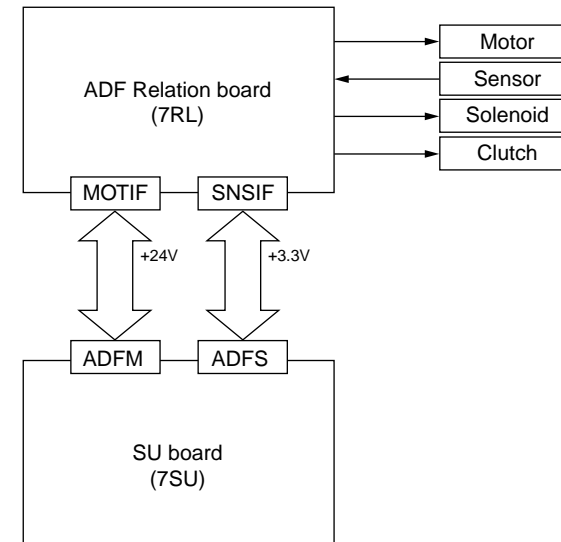 Motor
ADF Relation board
(7RL)
Sensor
Solenoid
Clutch
MOTIF
SNSIF
+24V
+3.3V
ADFM
ADFS
SU board
(7SU)